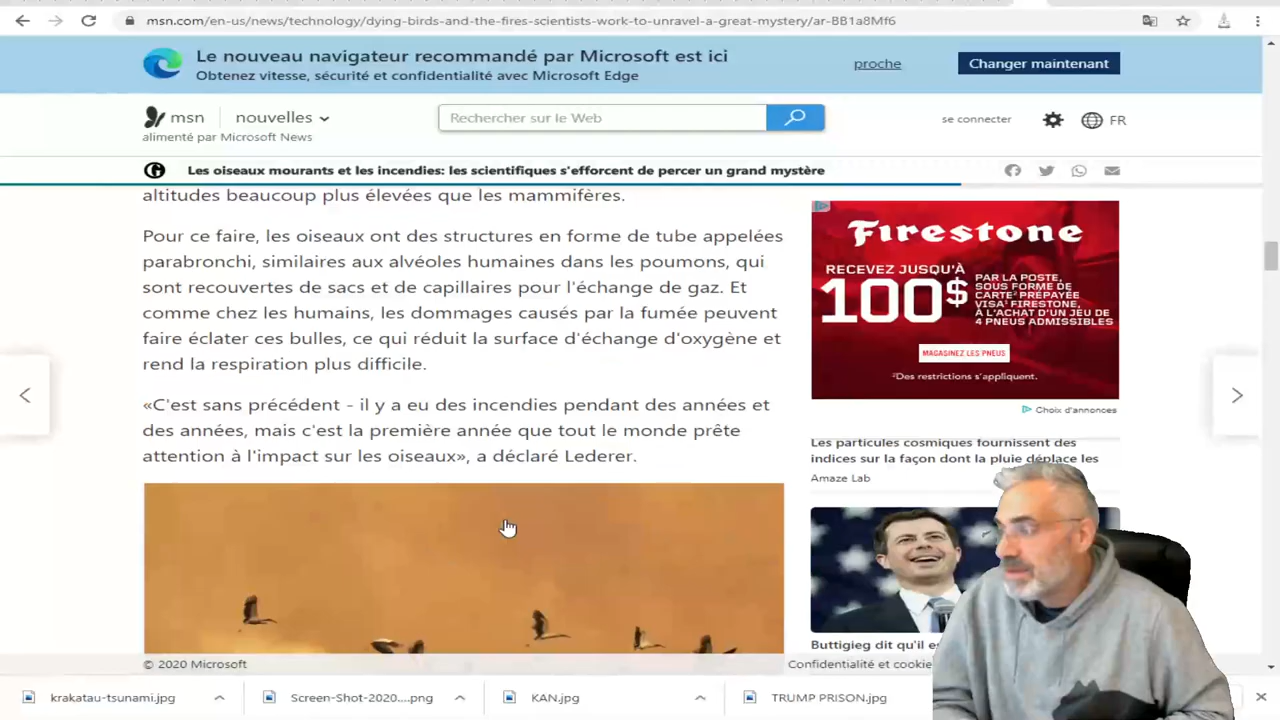 msn.com/en-us/news/technology/dying-birds-and-the-fires-scientists-work-to-unravel-a-great-mystery/ar-BB1a8Mf6
Le nouveau navigateur recommandé par Microsoft est ici
Obtenez vitesse, sécurité et confidentialité avec Microsoft Edge
proche
Changer maintenant
msn
nouvelles
alimenté par Microsoft News
Rechercher sur le Web
se connecter
FR
Les oiseaux mourants et les incendies: les scientifiques s'efforcent de percer un grand mystère
altitudes beaucoup plus élevées que les mammifères.
Pour ce faire, les oiseaux ont des structures en forme de tube appelées
parabronchi, similaires aux alvéoles humaines dans les poumons, qui
sont recouvertes de sacs et de capillaires pour l'échange de gaz. Et
comme chez les humains, les dommages causés par la fumée peuvent
faire éclater ces bulles, ce qui réduit la surface d'échange d'oxygène et
rend la respiration plus difficile.
«C'est sans précédent - il y a eu des incendies pendant des années et
des années, mais c'est la première année que tout le monde prête
attention à l'impact sur les oiseaux», a déclaré Lederer.
Firestone
RECEVEZ JUSQU'À
100$
PAR LA POSTE,
SOUS FORME DE
CARTE PRÉPAYÉE
VISA FIRESTONE,
À L'ACHAT D'UN JEU DE
4 PNEUS ADMISSIBLES
MAGASINEZ LES PNEUS
*Des restrictions s'appliquent.
Choix d'annonces
Les particules cosmiques fournissent des
indices sur la façon dont la pluie déplace les
Amaze Lab
Buttigieg dit qu'il
© 2020 Microsoft
Confidentialité et cookie
krakatau-tsunami.jpg
Screen-Shot-2020....png
KAN.jpg
TRUMP PRISON.jpg